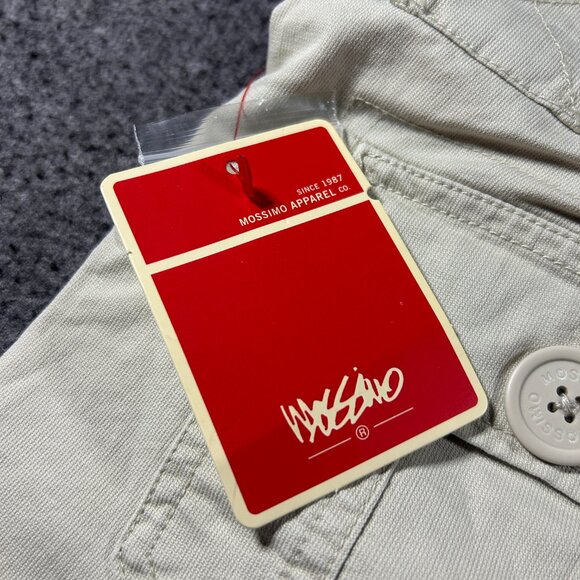 SINCE 1987
MOSSIMO APPAREL CO.
Mossimo
®
MOSSIMO